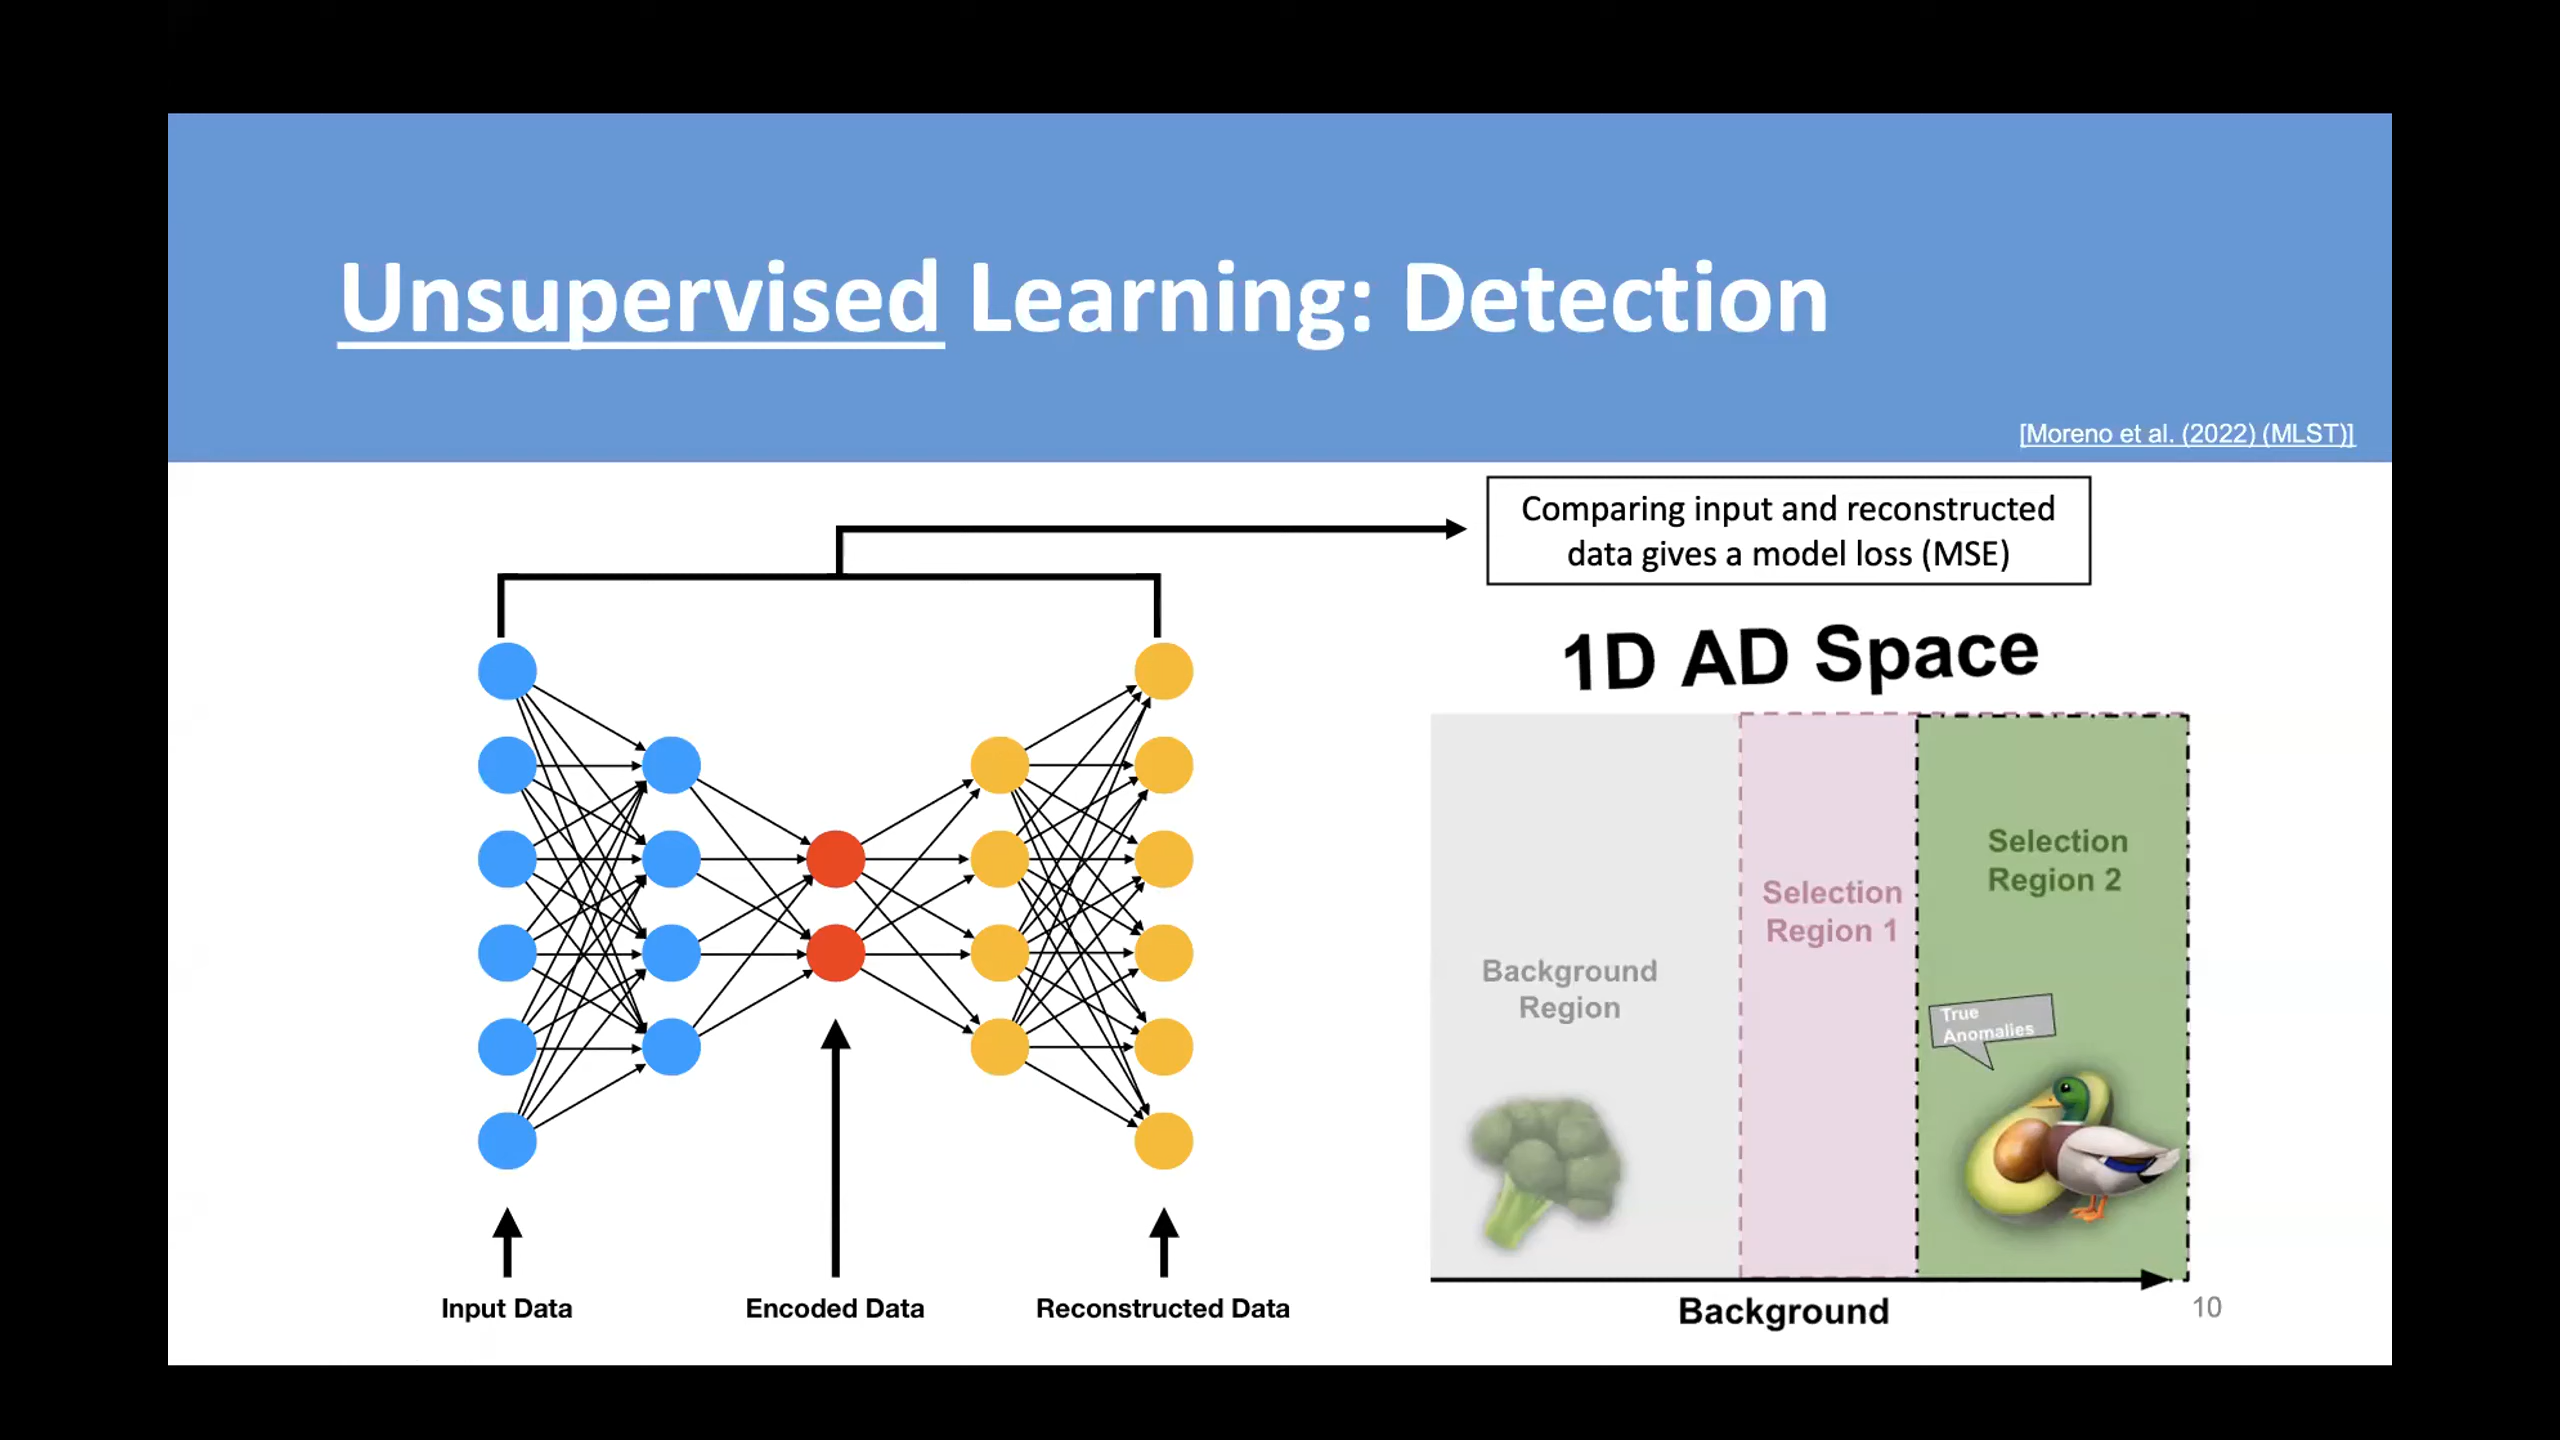 Unsupervised Learning: Detection
[Moreno et al. (2022) (MLST)]
Comparing input and reconstructed
data gives a model loss (MSE)
1D AD Space
Selection
Region 2
Selection
Region 1
Background
Region
True
Anomalies
Input Data
Encoded Data
Reconstructed Data
Background
10